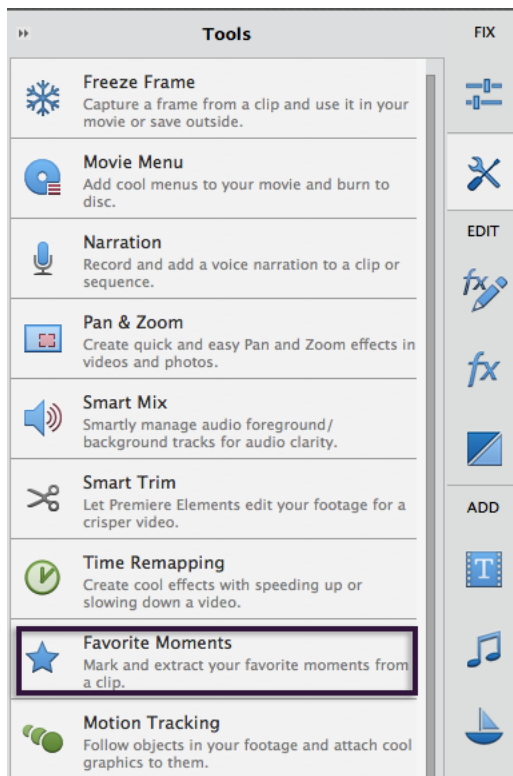 Tools
Freeze Frame
Capture a frame from a clip and use it in your
movie or save outside.
Movie Menu
Add cool menus to your movie and burn to
disc.
Narration
Record and add a voice narration to a clip or
sequence.
Pan & Zoom
Create quick and easy Pan and Zoom effects in
videos and photos.
Smart Mix
Smartly manage audio foreground/
background tracks for audio clarity.
Smart Trim
Let Premiere Elements edit your footage for a
crisper video.
Time Remapping
Create cool effects with speeding up or
slowing down a video.
Favorite Moments
Mark and extract your favorite moments from
a clip.
Motion Tracking
Follow objects in your footage and attach cool
graphics to them.
FIX
EDIT
fx
fx
ADD
T